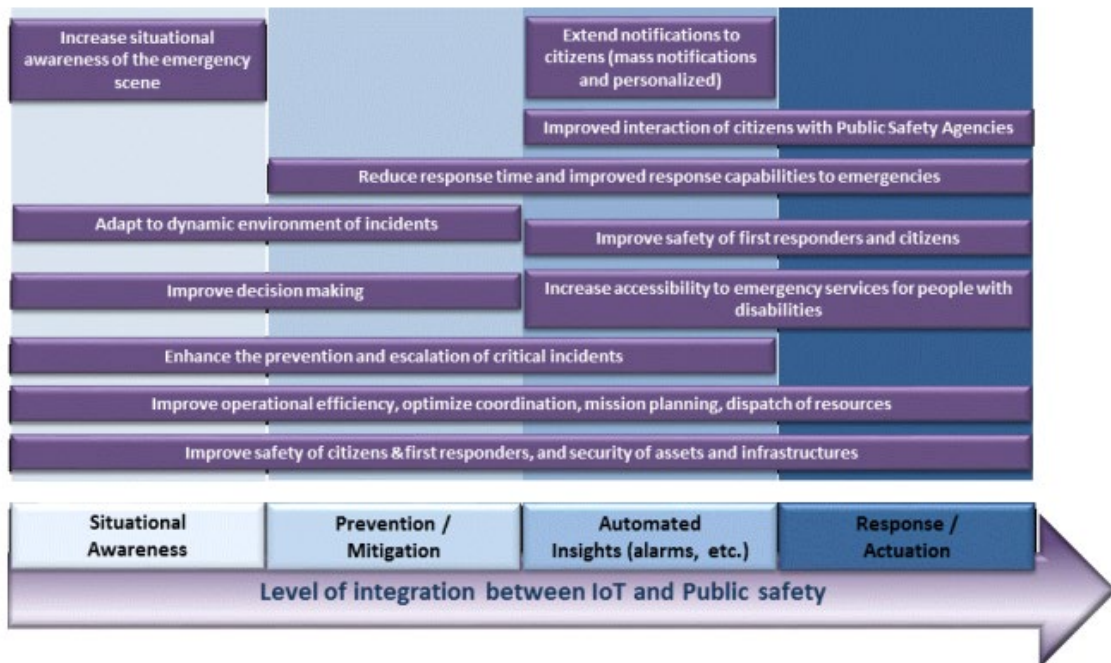 Increase situational
awareness of the emergency
scene
Extend notifications to
citizens (mass notifications
and personalized)
Improved interaction of citizens with Public Safety Agencies
Reduce response time and improved response capabilities to emergencies
Adapt to dynamic environment of incidents
Improve safety of first responders and citizens
Improve decision making
Increase accessibility to emergency services for people with
disabilities
Enhance the prevention and escalation of critical incidents
Improve operational efficiency, optimize coordination, mission planning, dispatch of resources
Improve safety of citizens &first responders, and security of assets and infrastructures
Situational
Awareness
Prevention /
Mitigation
Automated
Insights (alarms, etc.)
Response /
Actuation
Level of integration between IoT and Public safety